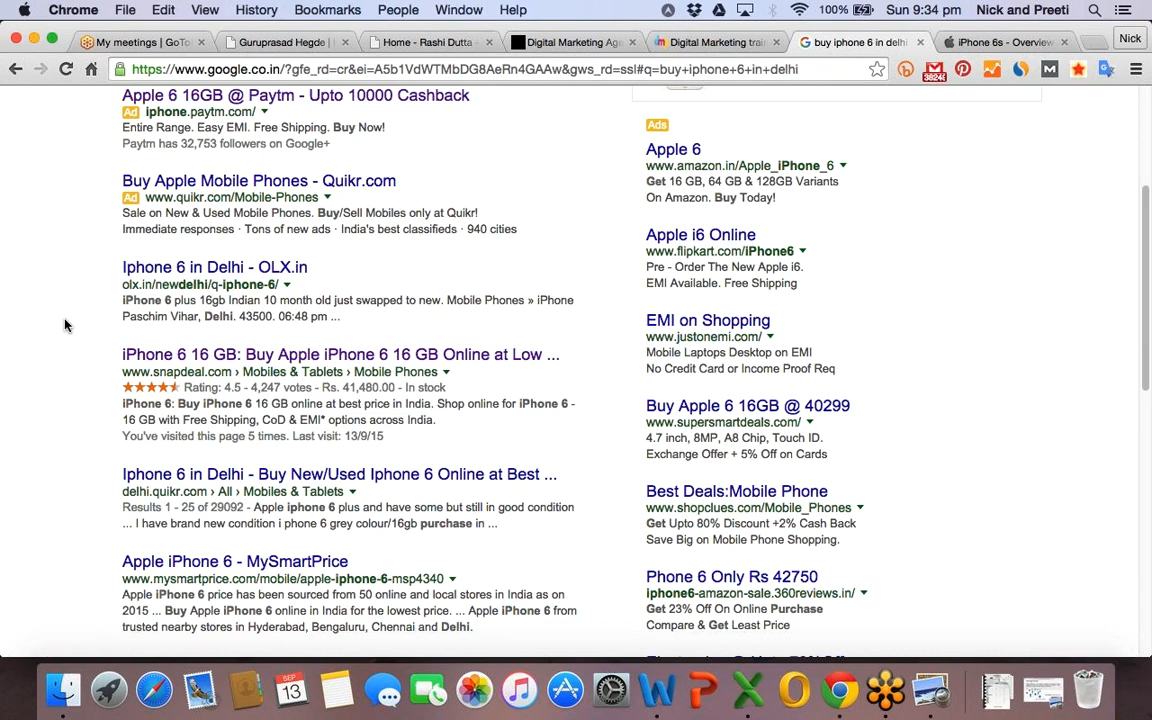 Chrome File Edit View History Bookmarks People Window Help 100% Sun 9:34 pm Nick and Preeti
My meetings | GoTo Guruprasad Hegde | Home - Rashi Dutta - Digital Marketing Age Digital Marketing train buy iphone 6 in delhi iPhone 6s - Overview Nick
https://www.google.co.in/?gfe_rd=cr&ei=A5b1VdWTMbDG8AeRn4GAAw&gws_rd=ssl#q=buy+iphone+6+in+delhi
Apple 6 16GB @ Paytm - Upto 10000 Cashback
Ad iphone.paytm.com/
Entire Range. Easy EMI. Free Shipping. Buy Now!
Paytm has 32,753 followers on Google+
Buy Apple Mobile Phones - Quikr.com
Ad www.quikr.com/Mobile-Phones
Sale on New & Used Mobile Phones. Buy/Sell Mobiles only at Quikr!
Immediate responses · Tons of new ads · India's best classifieds · 940 cities
Iphone 6 in Delhi - OLX.in
olx.in/newdelhi/q-iphone-6/
iPhone 6 plus 16gb Indian 10 month old just swapped to new. Mobile Phones » iPhone
Paschim Vihar, Delhi. 43500. 06:48 pm ...
iPhone 6 16 GB: Buy Apple iPhone 6 16 GB Online at Low ...
www.snapdeal.com › Mobiles & Tablets › Mobile Phones
Rating: 4.5 - 4,247 votes - Rs. 41,480.00 - In stock
iPhone 6: Buy iPhone 6 16 GB online at best price in India. Shop online for iPhone 6 -
16 GB with Free Shipping, CoD & EMI* options across India.
You've visited this page 5 times. Last visit: 13/9/15
Iphone 6 in Delhi - Buy New/Used Iphone 6 Online at Best ...
delhi.quikr.com › All › Mobiles & Tablets
Results 1 - 25 of 29092 - Apple iphone 6 plus and have some but still in good condition
... I have brand new condition i phone 6 grey colour/16gb purchase in ...
Apple iPhone 6 - MySmartPrice
www.mysmartprice.com/mobile/apple-iphone-6-msp4340
Apple iPhone 6 price has been sourced from 50 online and local stores in India as on
2015 ... Buy Apple iPhone 6 online in India for the lowest price. ... Apple iPhone 6 from
trusted nearby stores in Hyderabad, Bengaluru, Chennai and Delhi.
Ads
Apple 6
www.amazon.in/Apple_iPhone_6
Get 16 GB, 64 GB & 128GB Variants
On Amazon. Buy Today!
Apple i6 Online
www.flipkart.com/iPhone6
Pre - Order The New Apple i6.
EMI Available. Free Shipping
EMI on Shopping
www.justonemi.com/
Mobile Laptops Desktop on EMI
No Credit Card or Income Proof Req
Buy Apple 6 16GB @ 40299
www.supersmartdeals.com/
4.7 inch, 8MP, A8 Chip, Touch ID.
Exchange Offer + 5% Off on Cards
Best Deals:Mobile Phone
www.shopclues.com/Mobile_Phones
Get Upto 80% Discount +2% Cash Back
Save Big on Mobile Phone Shopping.
Phone 6 Only Rs 42750
iphone6-amazon-sale.360reviews.in/
Get 23% Off On Online Purchase
Compare & Get Least Price
SEP
13